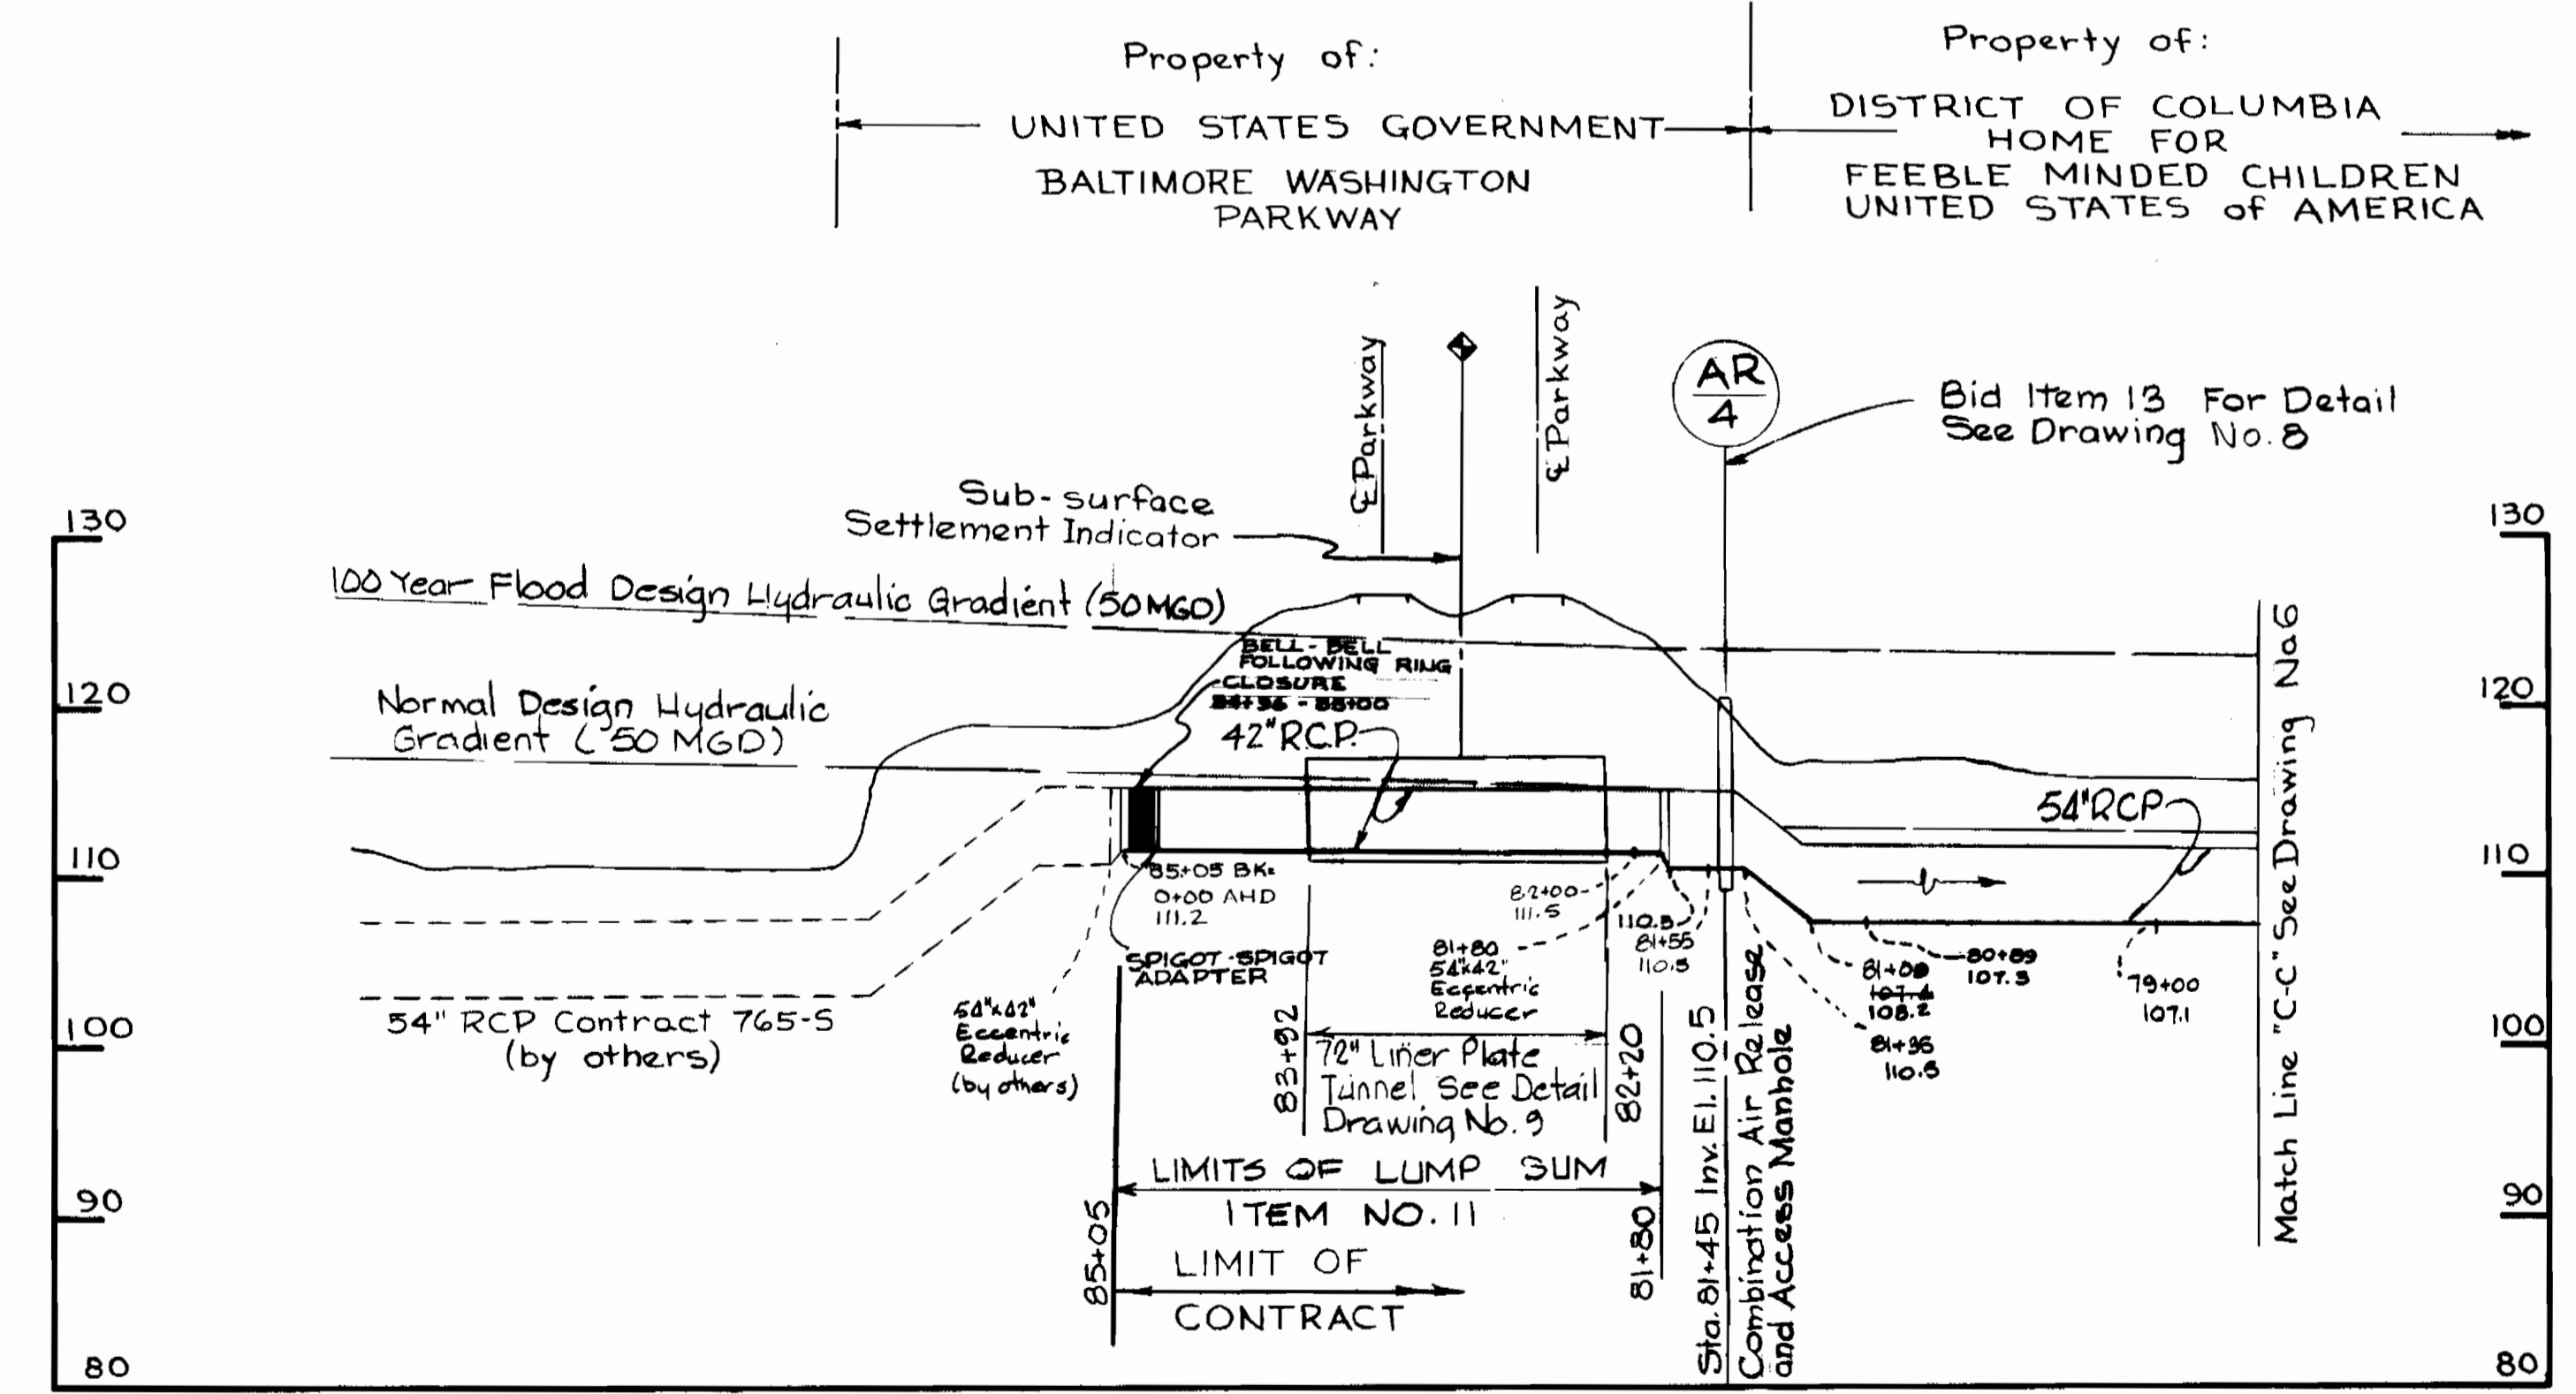 Property of:
UNITED STATES GOVERNMENT
BALTIMORE WASHINGTON
PARKWAY
Property of:
DISTRICT OF COLUMBIA
HOME FOR
FEEBLE MINDED CHILDREN
UNITED STATES of AMERICA
℄ Parkway
℄ Parkway
AR
4
Bid Item 13 For Detail
See Drawing No. 8
Sub-surface
Settlement Indicator
130
120
110
100
90
80
130
120
110
100
90
80
100 Year Flood Design Hydraulic Gradient (50 MGD)
BELL-BELL
FOLLOWING RING
CLOSURE
84+96 - 85+00
Normal Design Hydraulic
Gradient (50 MGD)
42" R.C.P.
54" RCP
85+05 BK=
0+00 AHD
111.2
SPIGOT-SPIGOT
ADAPTER
54"x42"
Eccentric
Reducer
(by others)
54" RCP Contract 765-S
(by others)
82+00
111.5
81+80
54"x42"
Eccentric
Reducer
110.5
81+55
110.5
81+00
107.4
108.2
80+89
107.3
81+36
110.5
79+00
107.1
83+92
72" Liner Plate
Tunnel See Detail
Drawing No. 9
82+20
LIMITS OF LUMP SUM
ITEM NO. 11
LIMIT OF
CONTRACT
85+05
81+80
Sta. 81+45 Inv. El. 110.5
Combination Air Release
and Access Manhole
Match Line "C-C" See Drawing No 6